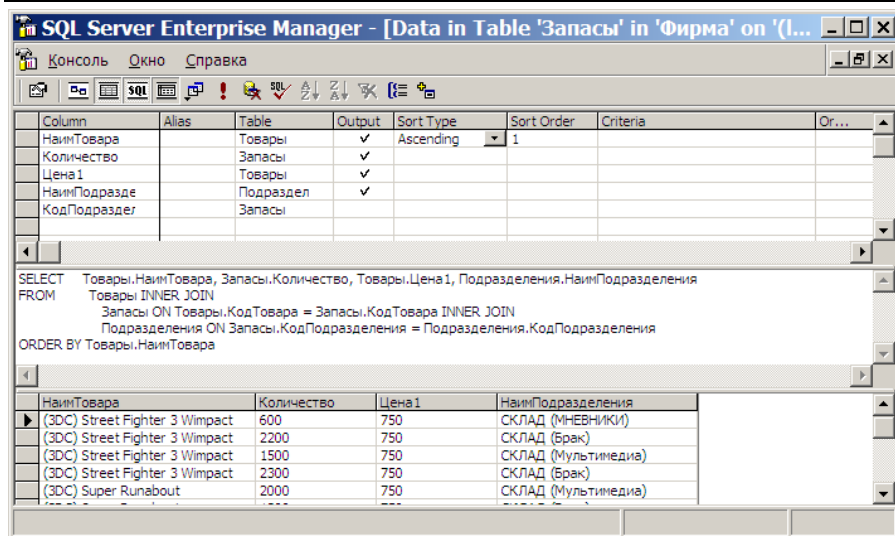 SQL Server Enterprise Manager - [Data in Table 'Запасы' in 'Фирма' on '(l...
Консоль Окно Справка
SQL SQL A Z Z A
Column Alias Table Output Sort Type Sort Order Criteria Or...
НаимТовара Товары Ascending 1
Количество Запасы
Цена1 Товары
НаимПодразде Подраздел
КодПодраздел Запасы
SELECT Товары.НаимТовара, Запасы.Количество, Товары.Цена1, Подразделения.НаимПодразделения
FROM Товары INNER JOIN
Запасы ON Товары.КодТовара = Запасы.КодТовара INNER JOIN
Подразделения ON Запасы.КодПодразделения = Подразделения.КодПодразделения
ORDER BY Товары.НаимТовара
НаимТовара Количество Цена1 НаимПодразделения
(3DC) Street Fighter 3 Wimpact 600 750 СКЛАД (МНЕВНИКИ)
(3DC) Street Fighter 3 Wimpact 2200 750 СКЛАД (Брак)
(3DC) Street Fighter 3 Wimpact 1500 750 СКЛАД (Мультимедиа)
(3DC) Street Fighter 3 Wimpact 2300 750 СКЛАД (Брак)
(3DC) Super Runabout 2000 750 СКЛАД (Мультимедиа)